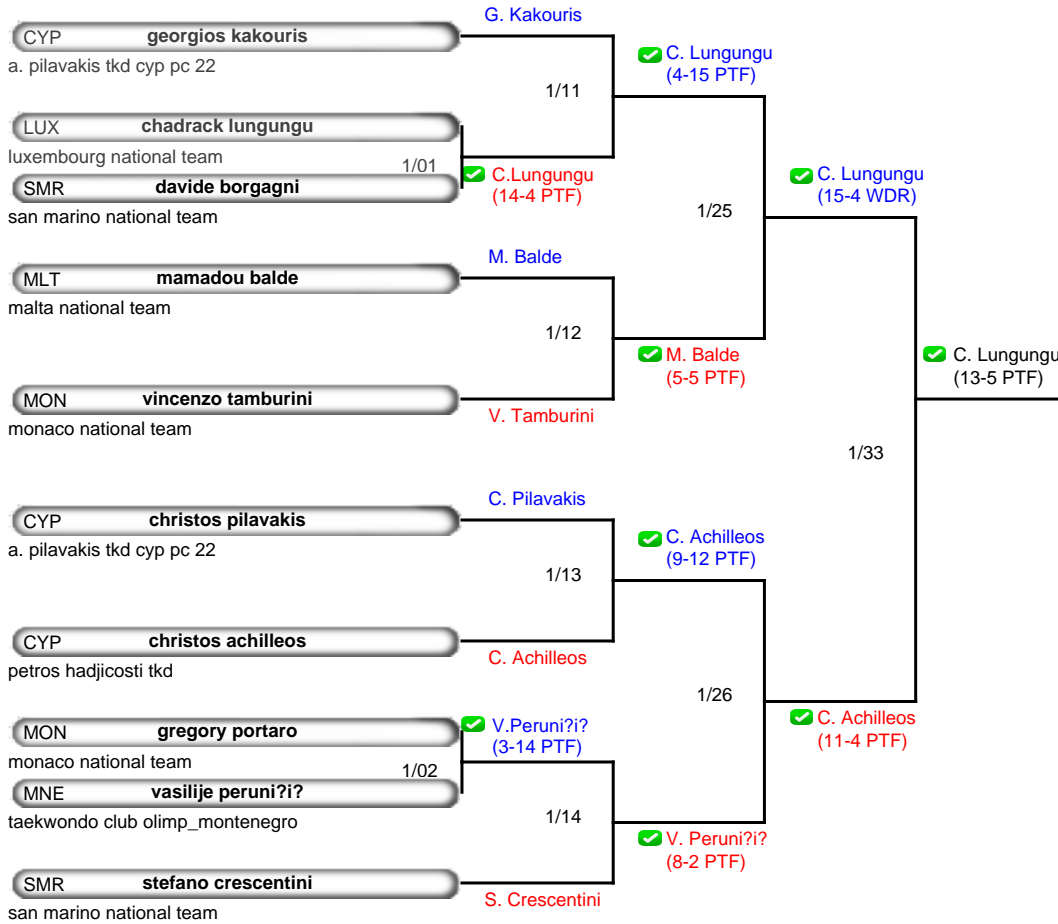 G. Kakouris
CYP georgios kakouris
a. pilavakis tkd cyp pc 22
C. Lungungu
(4-15 PTF)
1/11
LUX chadrack lungungu
luxembourg national team
1/01
C.Lungungu
(14-4 PTF)
SMR davide borgagni
san marino national team
C. Lungungu
(15-4 WDR)
1/25
M. Balde
MLT mamadou balde
malta national team
1/12
M. Balde
(5-5 PTF)
C. Lungungu
(13-5 PTF)
MON vincenzo tamburini
monaco national team
V. Tamburini
1/33
C. Pilavakis
CYP christos pilavakis
a. pilavakis tkd cyp pc 22
C. Achilleos
(9-12 PTF)
1/13
CYP christos achilleos
petros hadjicosti tkd
C. Achilleos
1/26
C. Achilleos
(11-4 PTF)
MON gregory portaro
monaco national team
V.Peruni?i?
(3-14 PTF)
1/02
MNE vasilije peruni?i?
taekwondo club olimp_montenegro
1/14
V. Peruni?i?
(8-2 PTF)
SMR stefano crescentini
san marino national team
S. Crescentini